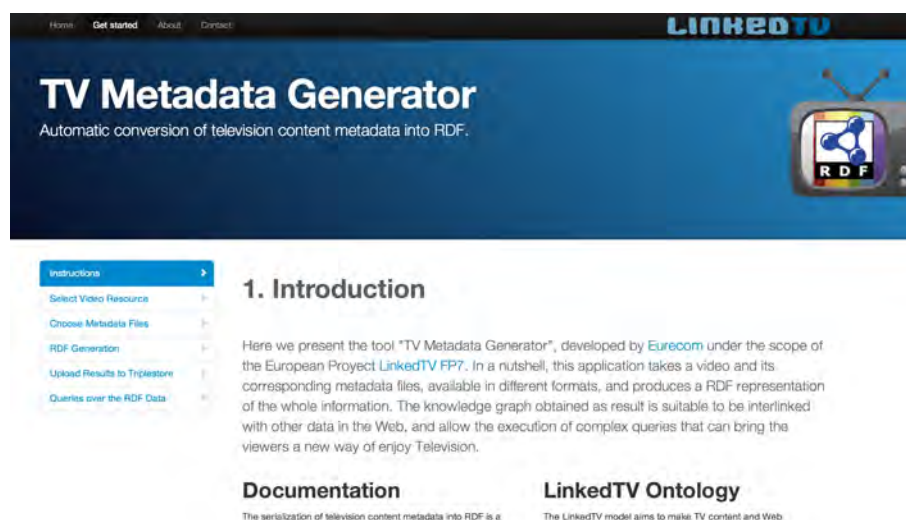 Home Get started About Contact
LINKEDTV
TV Metadata Generator
Automatic conversion of television content metadata into RDF.
RDF
Instructions
Select Video Resource
Choose Metadata Files
RDF Generation
Upload Results to Triplestore
Queries over the RDF Data
1. Introduction
Here we present the tool "TV Metadata Generator", developed by Eurecom under the scope of
the European Proyect LinkedTV FP7. In a nutshell, this application takes a video and its
corresponding metadata files, available in different formats, and produces a RDF representation
of the whole information. The knowledge graph obtained as result is suitable to be interlinked
with other data in the Web, and allow the execution of complex queries that can bring the
viewers a new way of enjoy Television.
Documentation
The serialization of television content metadata into RDF is a
LinkedTV Ontology
The LinkedTV model aims to make TV content and Web